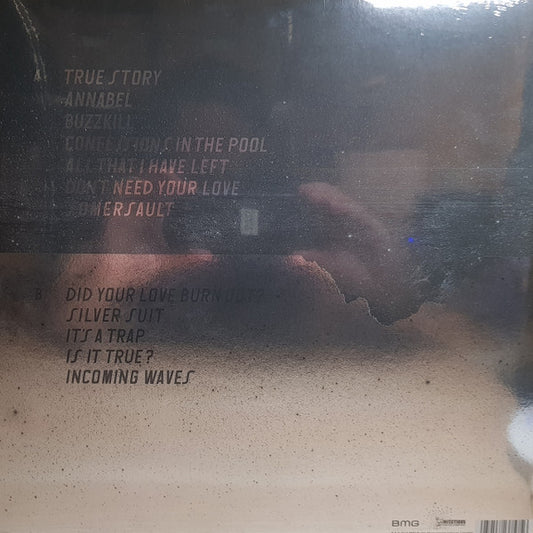 A TRUE STORY
ANNABEL
BUZZKILL
CONFESSIONS IN THE POOL
ALL THAT I HAVE LEFT
DON'T NEED YOUR LOVE
SOMERSAULT
B DID YOUR LOVE BURN OUT?
SILVER SUIT
IT'S A TRAP
IS IT TRUE?
INCOMING WAVES
BMG